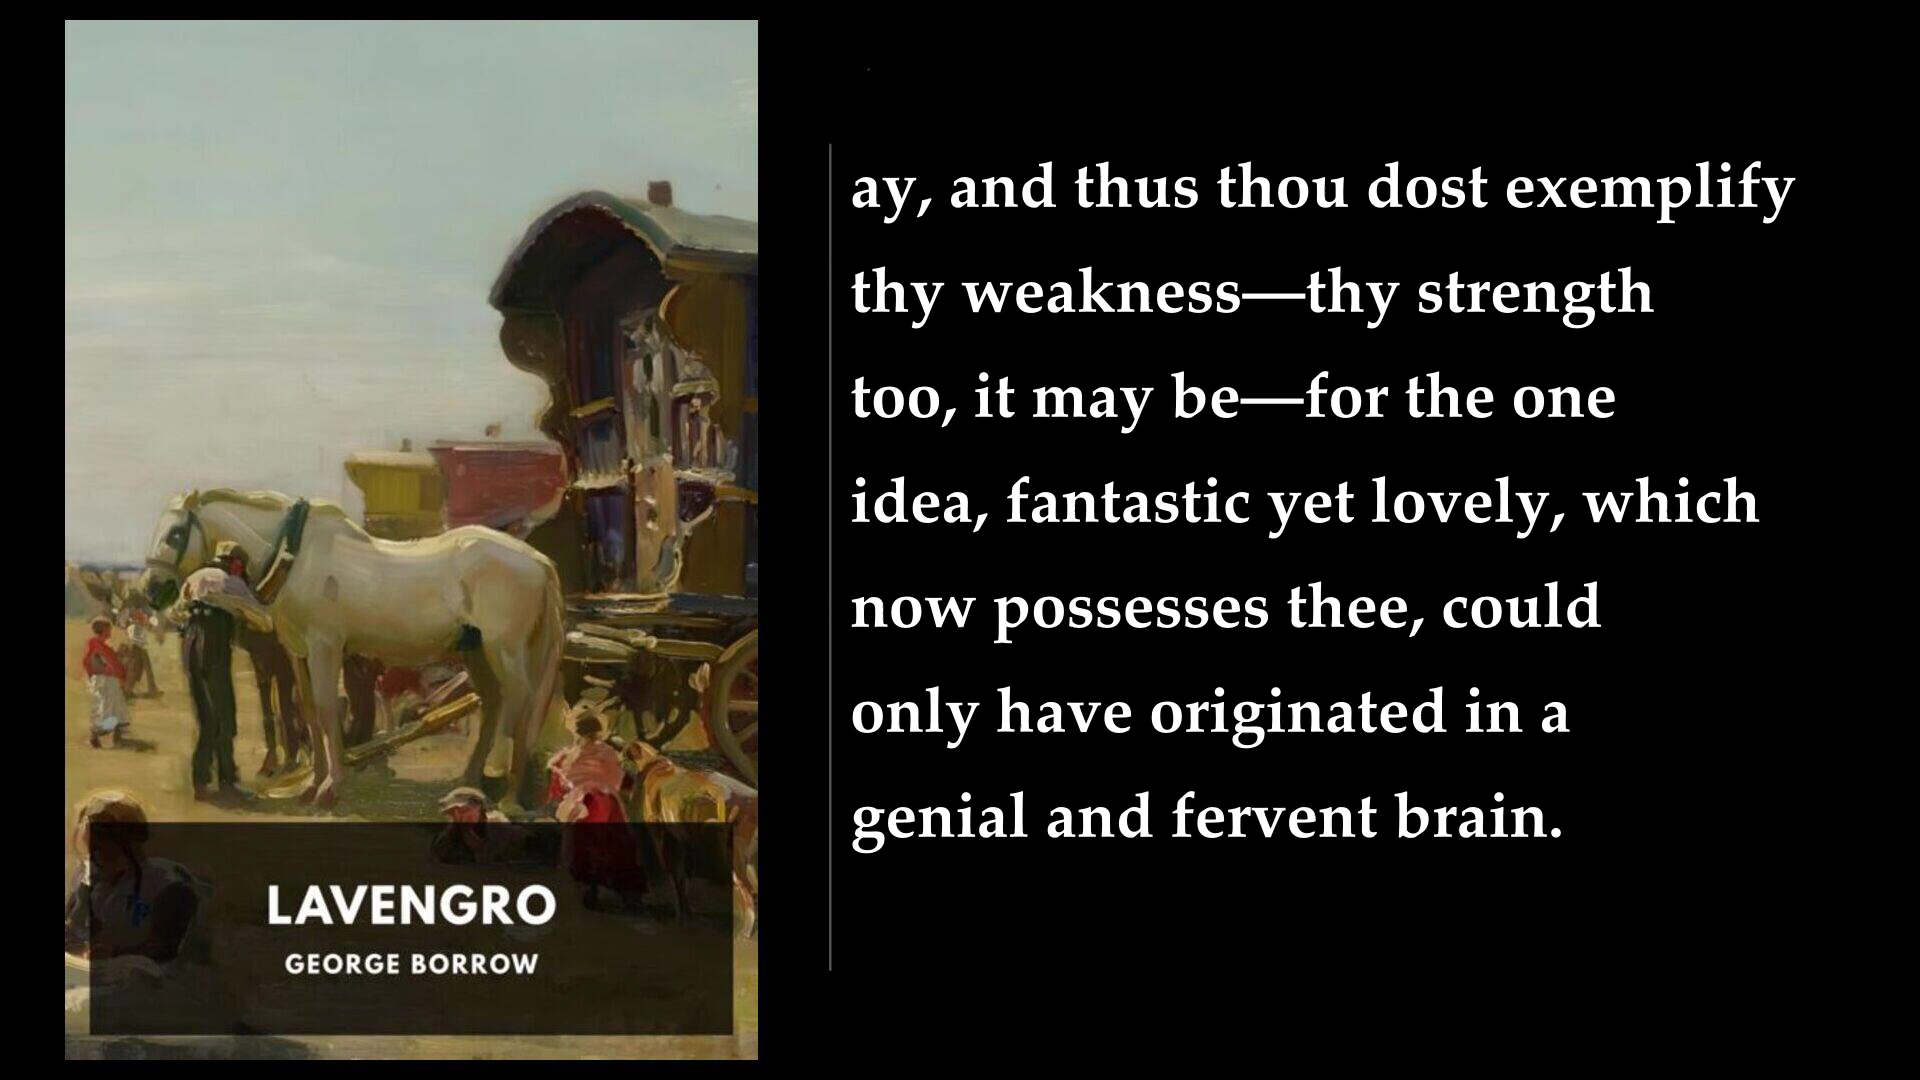 LAVENGRO
GEORGE BORROW
ay, and thus thou dost exemplify
thy weakness—thy strength
too, it may be—for the one
idea, fantastic yet lovely, which
now possesses thee, could
only have originated in a
genial and fervent brain.